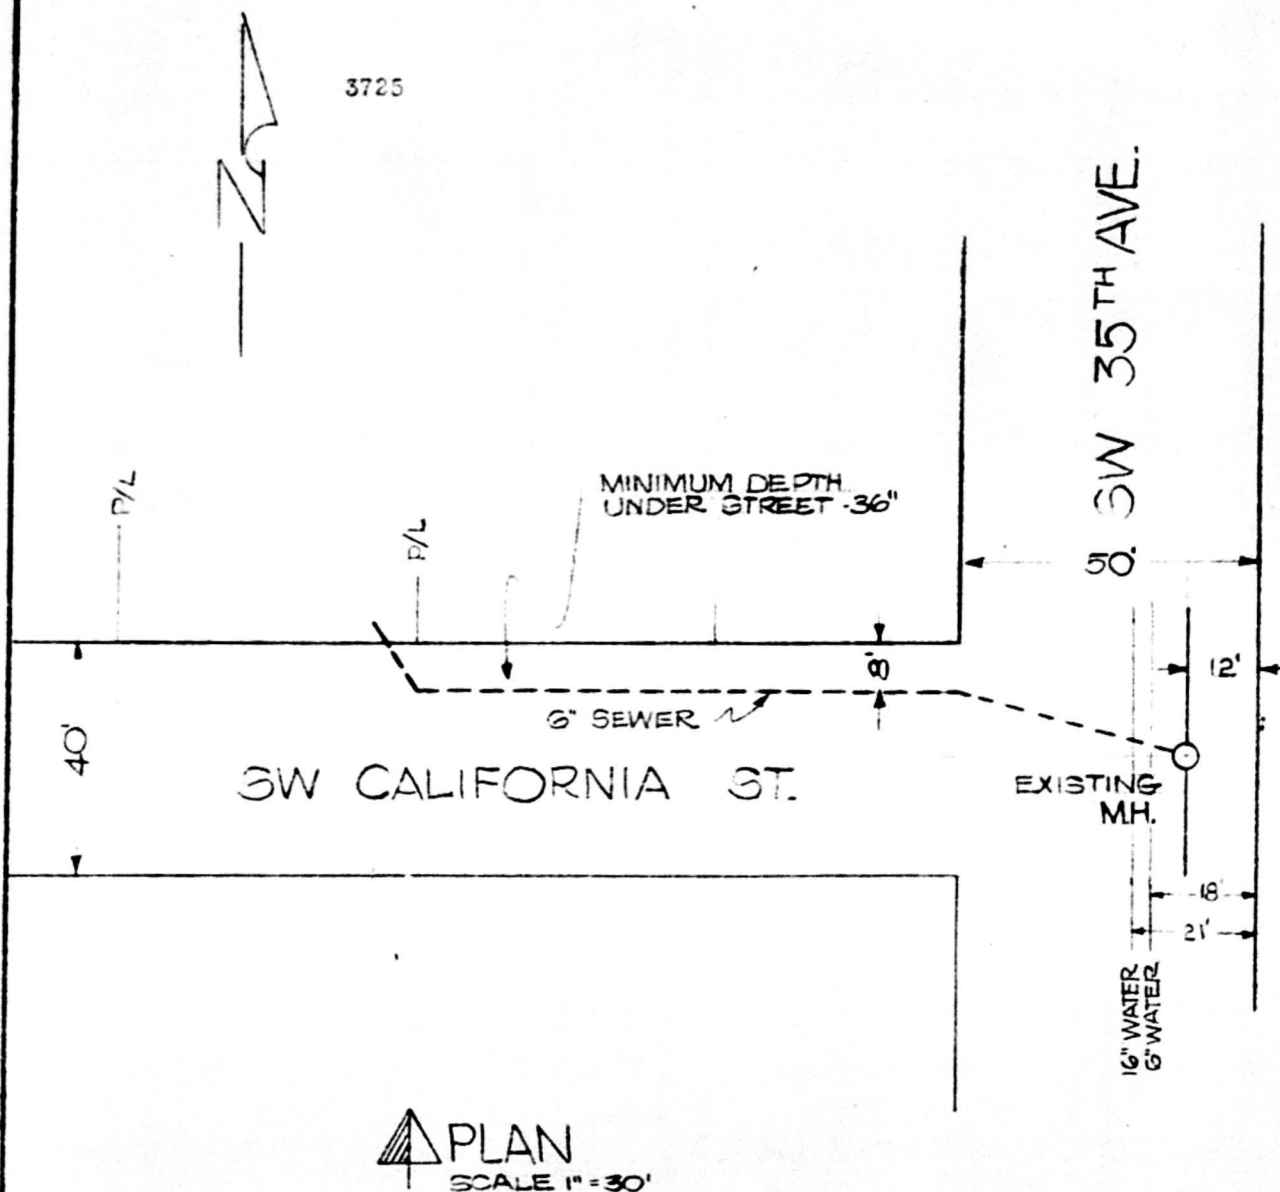 3725
N
SW 35TH AVE.
P/L
P/L
MINIMUM DEPTH
UNDER STREET -36"
50'
8'
12'
6" SEWER
40'
SW CALIFORNIA ST.
EXISTING
M.H.
18'
21'
16" WATER
6" WATER
PLAN
SCALE 1" = 30'